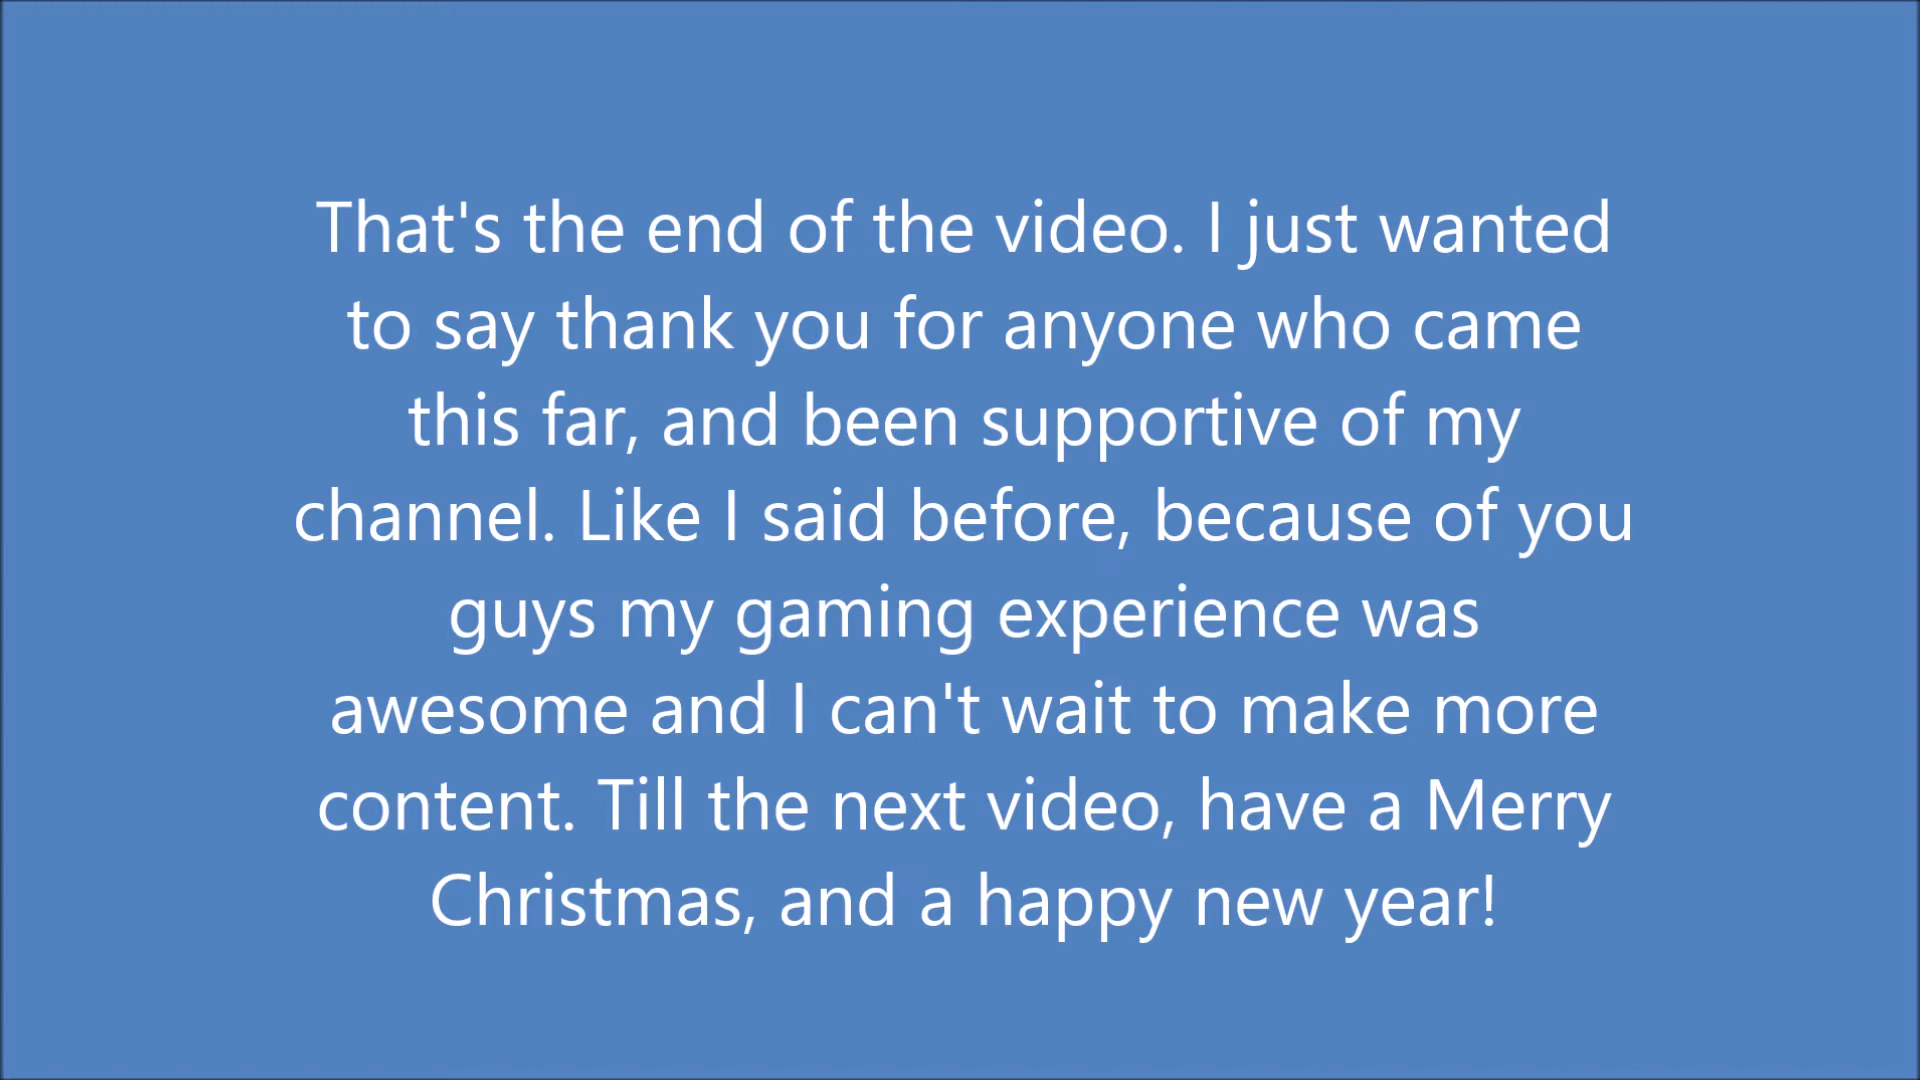 That's the end of the video. I just wanted
to say thank you for anyone who came
this far, and been supportive of my
channel. Like I said before, because of you
guys my gaming experience was
awesome and I can't wait to make more
content. Till the next video, have a Merry
Christmas, and a happy new year!